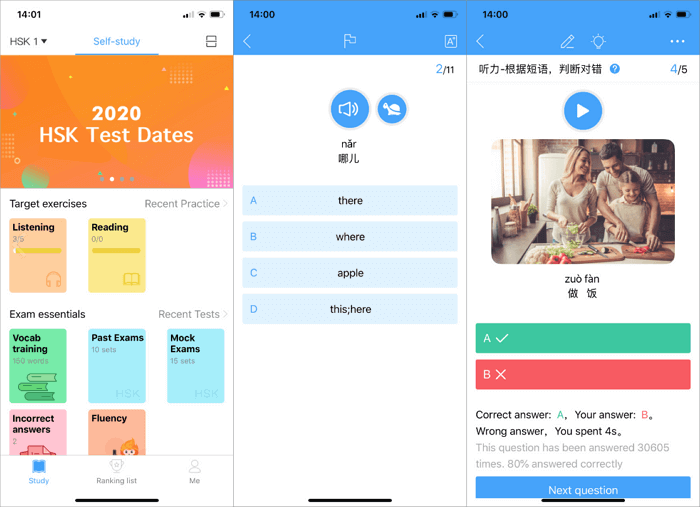 14:01
HSK 1
Self-study
2020
HSK Test Dates
Target exercises
Recent Practice
Listening
3/5
Reading
0/0
Exam essentials
Recent Tests
Vocab
training
150 words
Past Exams
10 sets
HSK
Mock
Exams
15 sets
HSK
Incorrect
answers
2
Fluency
Study
Ranking list
Me
14:00
2/11
nǎr
哪儿
A there
B where
C apple
D this;here
14:00
听力-根据短语，判断对错
4/5
zuò fàn
做 饭
A
B
Correct answer: A，Your answer: B。
Wrong answer，You spent 4s。
This question has been answered 30605
times. 80% answered correctly
Next question